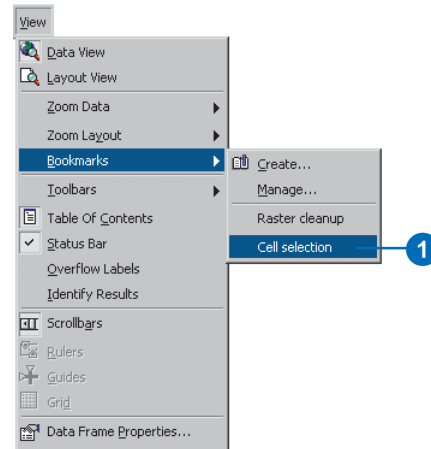 View
Data View
Layout View
Zoom Data
Zoom Layout
Bookmarks
Create...
Manage...
Raster cleanup
Cell selection
1
Toolbars
Table Of Contents
Status Bar
Overflow Labels
Identify Results
Scrollbars
Rulers
Guides
Grid
Data Frame Properties...